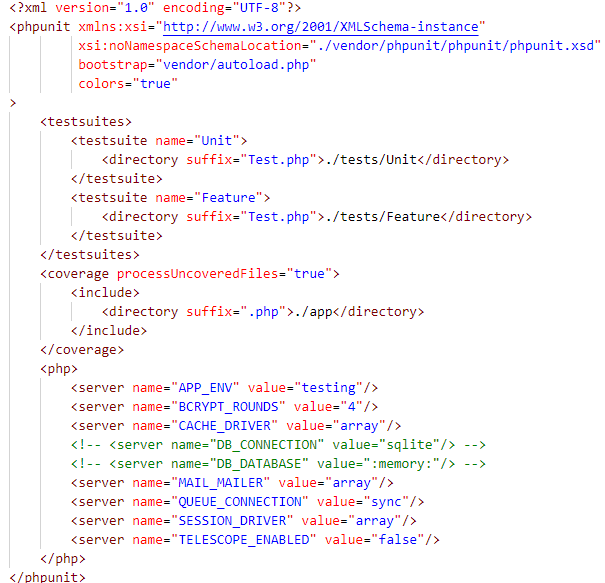 <?xml version="1.0" encoding="UTF-8"?>
<phpunit xmlns:xsi="http://www.w3.org/2001/XMLSchema-instance"
         xsi:noNamespaceSchemaLocation="./vendor/phpunit/phpunit/phpunit.xsd"
         bootstrap="vendor/autoload.php"
         colors="true"
>
    <testsuites>
        <testsuite name="Unit">
            <directory suffix="Test.php">./tests/Unit</directory>
        </testsuite>
        <testsuite name="Feature">
            <directory suffix="Test.php">./tests/Feature</directory>
        </testsuite>
    </testsuites>
    <coverage processUncoveredFiles="true">
        <include>
            <directory suffix=".php">./app</directory>
        </include>
    </coverage>
    <php>
        <server name="APP_ENV" value="testing"/>
        <server name="BCRYPT_ROUNDS" value="4"/>
        <server name="CACHE_DRIVER" value="array"/>
        <!-- <server name="DB_CONNECTION" value="sqlite"/> -->
        <!-- <server name="DB_DATABASE" value=":memory:"/> -->
        <server name="MAIL_MAILER" value="array"/>
        <server name="QUEUE_CONNECTION" value="sync"/>
        <server name="SESSION_DRIVER" value="array"/>
        <server name="TELESCOPE_ENABLED" value="false"/>
    </php>
</phpunit>